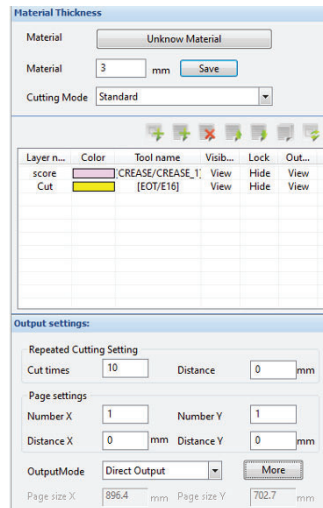 Material Thickness
Material Unknow Material
Material 3 mm Save
Cutting Mode Standard
Layer n... Color Tool name Visib... Lock Out...
score [CREASE/CREASE_1] View Hide View
Cut [EOT/E16] View Hide View
Output settings:
Repeated Cutting Setting
Cut times 10 Distance 0 mm
Page settings
Number X 1 Number Y 1
Distance X 0 mm Distance Y 0 mm
OutputMode Direct Output More
Page size X 896.4 mm Page size Y 702.7 mm